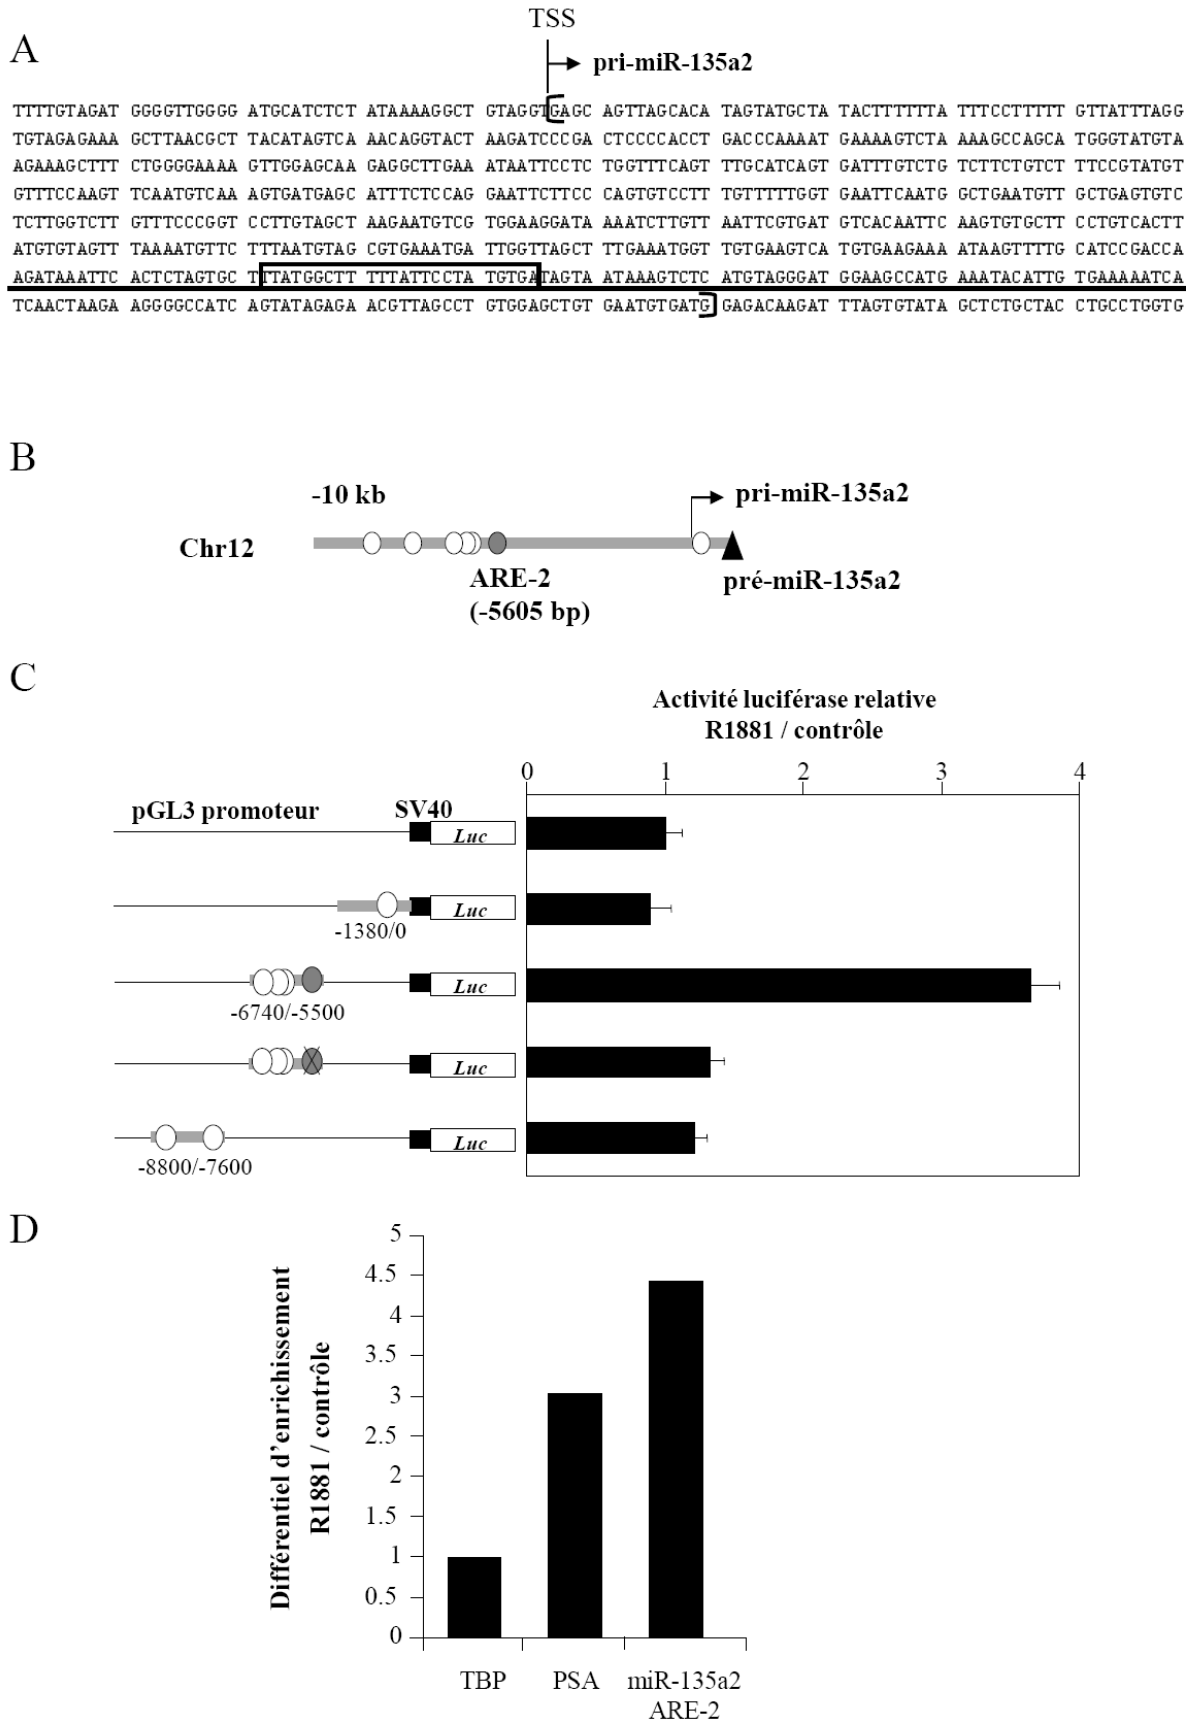 A
TSS
pri-miR-135a2
TTTTGTAGAT GGGGTTGGGG ATGCATCTCT ATAAAAGGCT GTAGGTGAGC AGTTAGCACA TAGTATGCTA TACTTTTTTA TTTCCTTTTT GTTATTTAGG
TGTAGAGAAA GCTTAACGCT TACATAGTCA AACAGGTACT AAGATCCCGA CTCCCCACCT GACCCAAAAT GAAAAGTCTA AAAGCCAGCA TGGGTATGTA
AGAAAGCTTT CTGGGGAAAA GTTGGAGCAA GAGGCTTGAA ATAATTCCTC CTGGTTTCAGT TTGCATCAGT GATTTGTCTG TCTTCTGTCT TTCCGTATGT
GTTTCCAAGT TCAATGTCAA AGTGATGAGC ATTTCTCCAG GAATTCTTCC CAGTGTCCTT TGTTTTTGGT GAATTCAATG GCTGAATGTT GCTGAGTGTC
TCTTGGTCTT GTTTCCCGGT CCTTGTAGCT AAGAATGTCG TGGAAGGATA AAATCTTGTT AATTCGTGAT GTCACAATTC AAGTGTGCTT CCTGTCACTT
ATGTGTAGTT TAAAATGTTC TTTAATGTAG CGTGAAATGA TTGGTTAGCT TTGAAATGGT TGTGAAGTCA TGTGAAGAAA ATAAGTTTTG CATCCGACCA
AGATAAATTC ACTCTAGTGC TTTATGGCTT TTTATTCCTA TGTGATAGTA ATAAAGTCTC ATGTAGGGAT GGAAGCCATG AAATACATTG TGAAAAATCA
TCAACTAAGA AGGGGCCATC AGTATAGAGA ACGTTAGCCT GTGGAGCTGT GAATGTGATG GAGACAAGAT TTAGTGTATA GCTCTGCTAC CTGCCTGGTG
B
-10 kb
pri-miR-135a2
Chr12
ARE-2
(-5605 bp)
pré-miR-135a2
C
Activité luciférase relative
R1881 / contrôle
0 1 2 3 4
pGL3 promoteur SV40
Luc
Luc
-1380/0
Luc
-6740/-5500
Luc
Luc
-8800/-7600
D
Différentiel d'enrichissement
R1881 / contrôle
5
4.5
4
3.5
3
2.5
2
1.5
1
0.5
0
TBP PSA miR-135a2
ARE-2